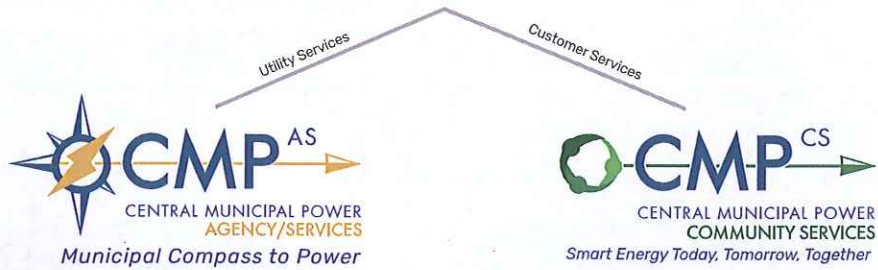 Utility Services
Customer Services
CMP AS
CENTRAL MUNICIPAL POWER
AGENCY/SERVICES
Municipal Compass to Power
CMP CS
CENTRAL MUNICIPAL POWER
COMMUNITY SERVICES
Smart Energy Today, Tomorrow, Together